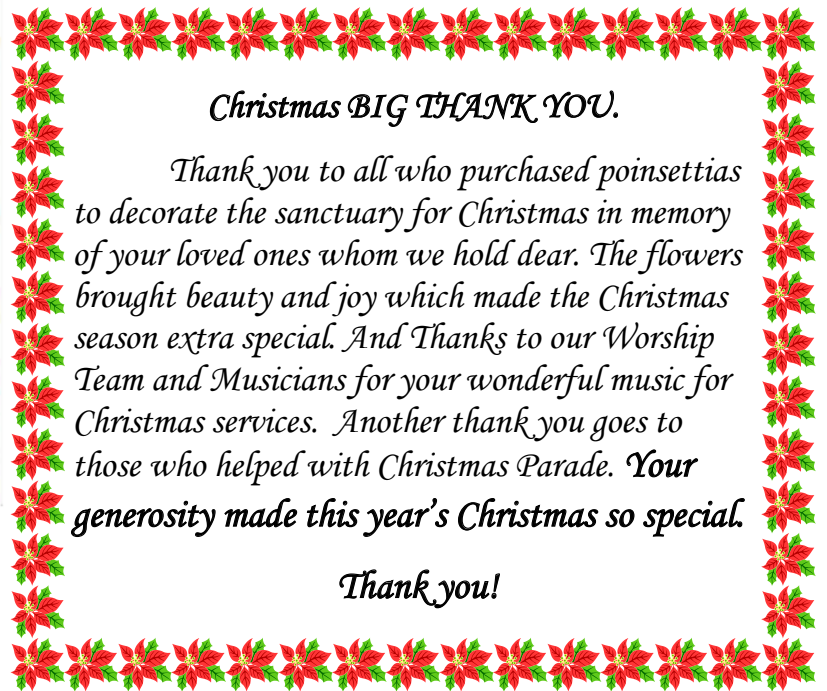 Christmas BIG THANK YOU.
Thank you to all who purchased poinsettias
to decorate the sanctuary for Christmas in memory
of your loved ones whom we hold dear. The flowers
brought beauty and joy which made the Christmas
season extra special. And Thanks to our Worship
Team and Musicians for your wonderful music for
Christmas services. Another thank you goes to
those who helped with Christmas Parade. Your
generosity made this year’s Christmas so special.
Thank you!